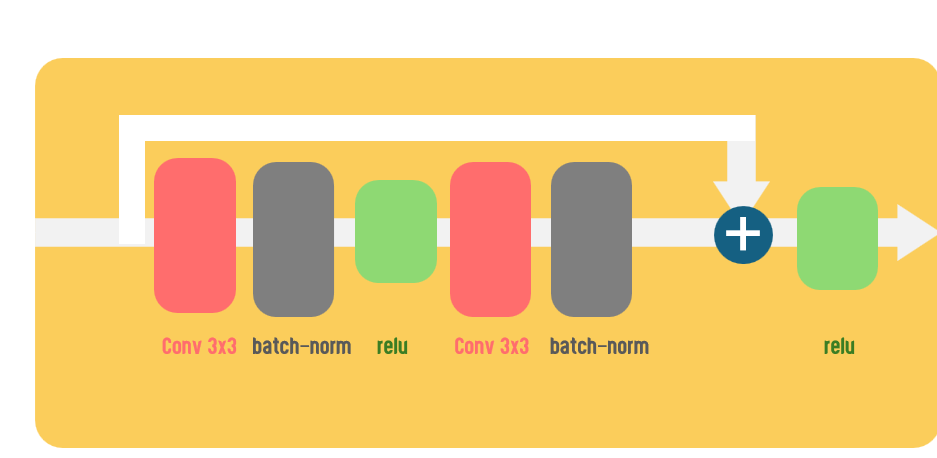 Conv 3x3 batch-norm relu Conv 3x3 batch-norm relu